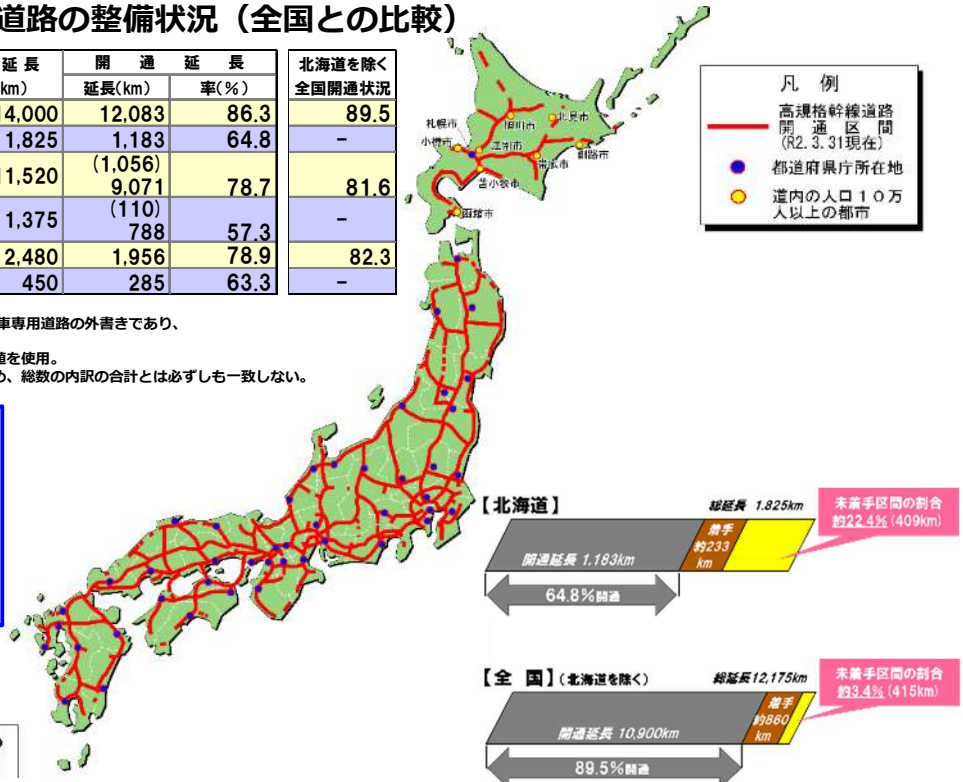 道路の整備状況（全国との比較）
延長 開通延長 北海道を除く
km） 延長(km) 率(％) 全国開通状況
14,000 12,083 86.3 89.5
1,825 1,183 64.8 −
11,520 (1,056) 9,071 78.7 81.6
1,375 (110) 788 57.3 −
2,480 1,956 78.9 82.3
450 285 63.3 −
車専用道路の外書きであり、
値を使用。
め、総数の内訳の合計とは必ずしも一致しない。
凡例
高規格幹線道路
開通区間
(R2.3.31現在)
都道府県庁所在地
道内の人口１０万
人以上の都市
札幌市
旭川市
北見市
小樽市
江別市
帯広市
釧路市
苫小牧市
函館市
【北海道】 総延長 1,825km
未着手区間の割合
約22.4%(409km)
開通延長 1,183km
着手
約233
km
64.8%開通
【全 国】(北海道を除く) 総延長12,175km
未着手区間の割合
約3.4%(415km)
開通延長 10,900km
着手
約860
km
89.5%開通